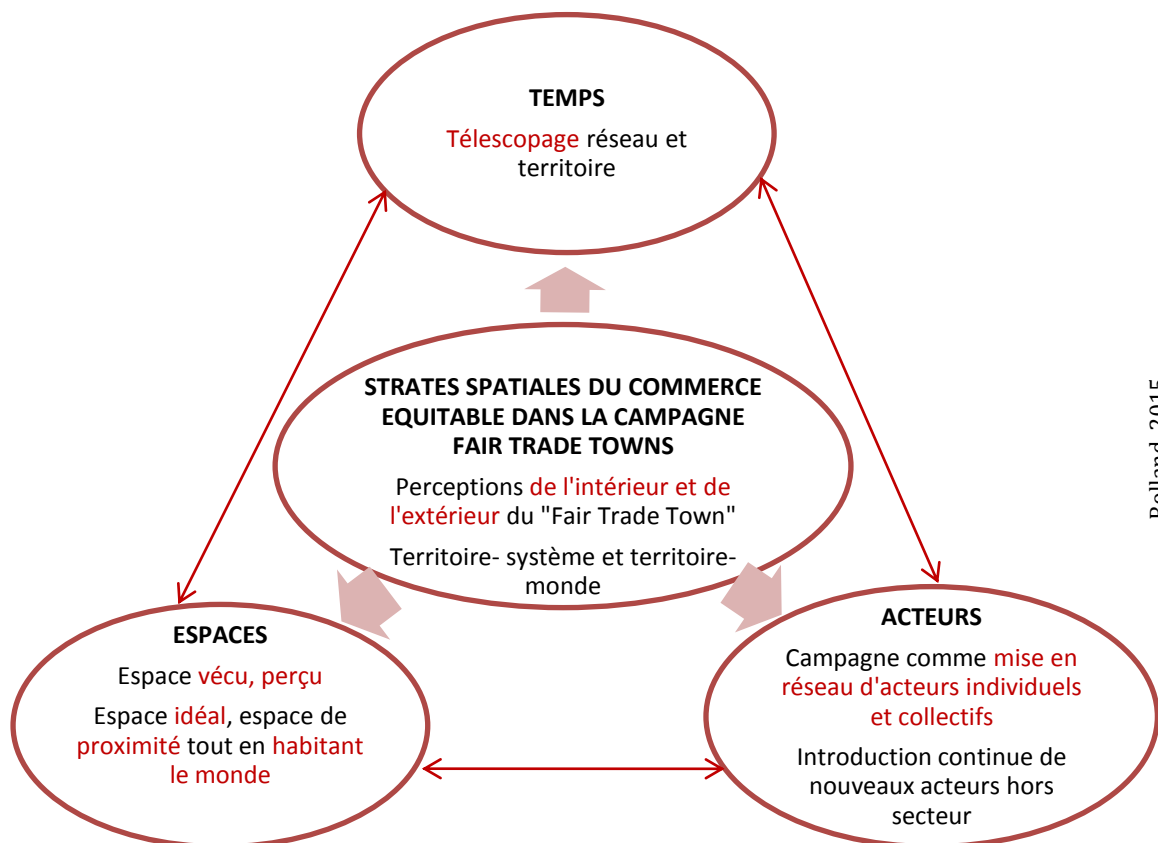 TEMPS
Télescopage réseau et
territoire
STRATES SPATIALES DU COMMERCE
EQUITABLE DANS LA CAMPAGNE
FAIR TRADE TOWNS
Perceptions de l'intérieur et de
l'extérieur du "Fair Trade Town"
Territoire- système et territoire-
monde
ESPACES
Espace vécu, perçu
Espace idéal, espace de
proximité tout en habitant
le monde
ACTEURS
Campagne comme mise en
réseau d'acteurs individuels
et collectifs
Introduction continue de
nouveaux acteurs hors
secteur
2015